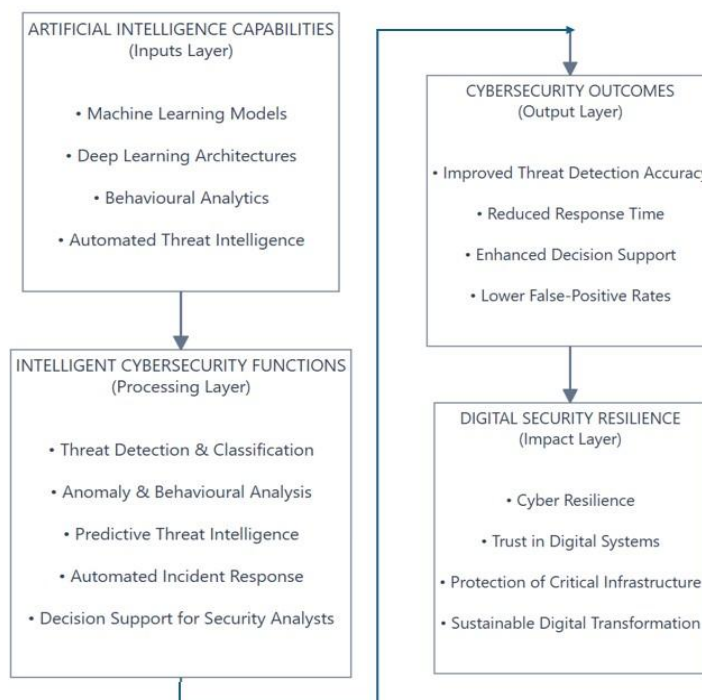 ARTIFICIAL INTELLIGENCE CAPABILITIES
(Inputs Layer)
• Machine Learning Models
• Deep Learning Architectures
• Behavioural Analytics
• Automated Threat Intelligence
INTELLIGENT CYBERSECURITY FUNCTIONS
(Processing Layer)
• Threat Detection & Classification
• Anomaly & Behavioural Analysis
• Predictive Threat Intelligence
• Automated Incident Response
• Decision Support for Security Analysts
CYBERSECURITY OUTCOMES
(Output Layer)
• Improved Threat Detection Accuracy
• Reduced Response Time
• Enhanced Decision Support
• Lower False-Positive Rates
DIGITAL SECURITY RESILIENCE
(Impact Layer)
• Cyber Resilience
• Trust in Digital Systems
• Protection of Critical Infrastructure
• Sustainable Digital Transformation